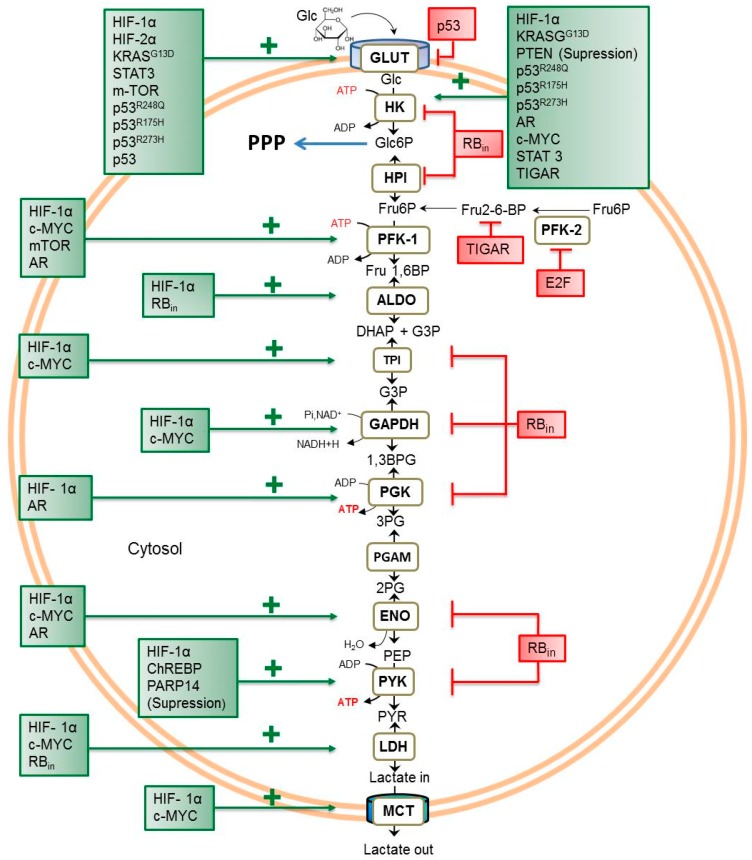 HIF-1α
HIF-2α
KRASG13D
STAT3
m-TOR
p53R248Q
p53R175H
p53R273H
p53
+
Glc
CH₂OH
O
OH
OH
OH
OH
GLUT
Glc
p53
HIF-1α
KRASGG13D
PTEN (Supression)
p53R248Q
p53R175H
p53R273H
AR
c-MYC
STAT 3
TIGAR
+
ATP
HK
ADP
RBin
PPP
Glc6P
HPI
Fru6P
Fru2-6-BP
Fru6P
PFK-2
TIGAR
E2F
HIF-1α
c-MYC
mTOR
AR
+
ATP
PFK-1
ADP
Fru 1,6BP
HIF-1α
RBin
+
ALDO
DHAP + G3P
HIF-1α
c-MYC
+
TPI
G3P
HIF-1α
c-MYC
+
Pi,NAD⁺
GAPDH
NADH+H
RBin
1,3BPG
HIF- 1α
AR
+
ADP
PGK
ATP
3PG
Cytosol
PGAM
2PG
HIF-1α
c-MYC
AR
+
ENO
H₂O
PEP
RBin
HIF-1α
ChREBP
PARP14
(Supression)
+
ADP
PYK
ATP
PYR
HIF- 1α
c-MYC
RBin
+
LDH
Lactate in
HIF- 1α
c-MYC
+
MCT
Lactate out